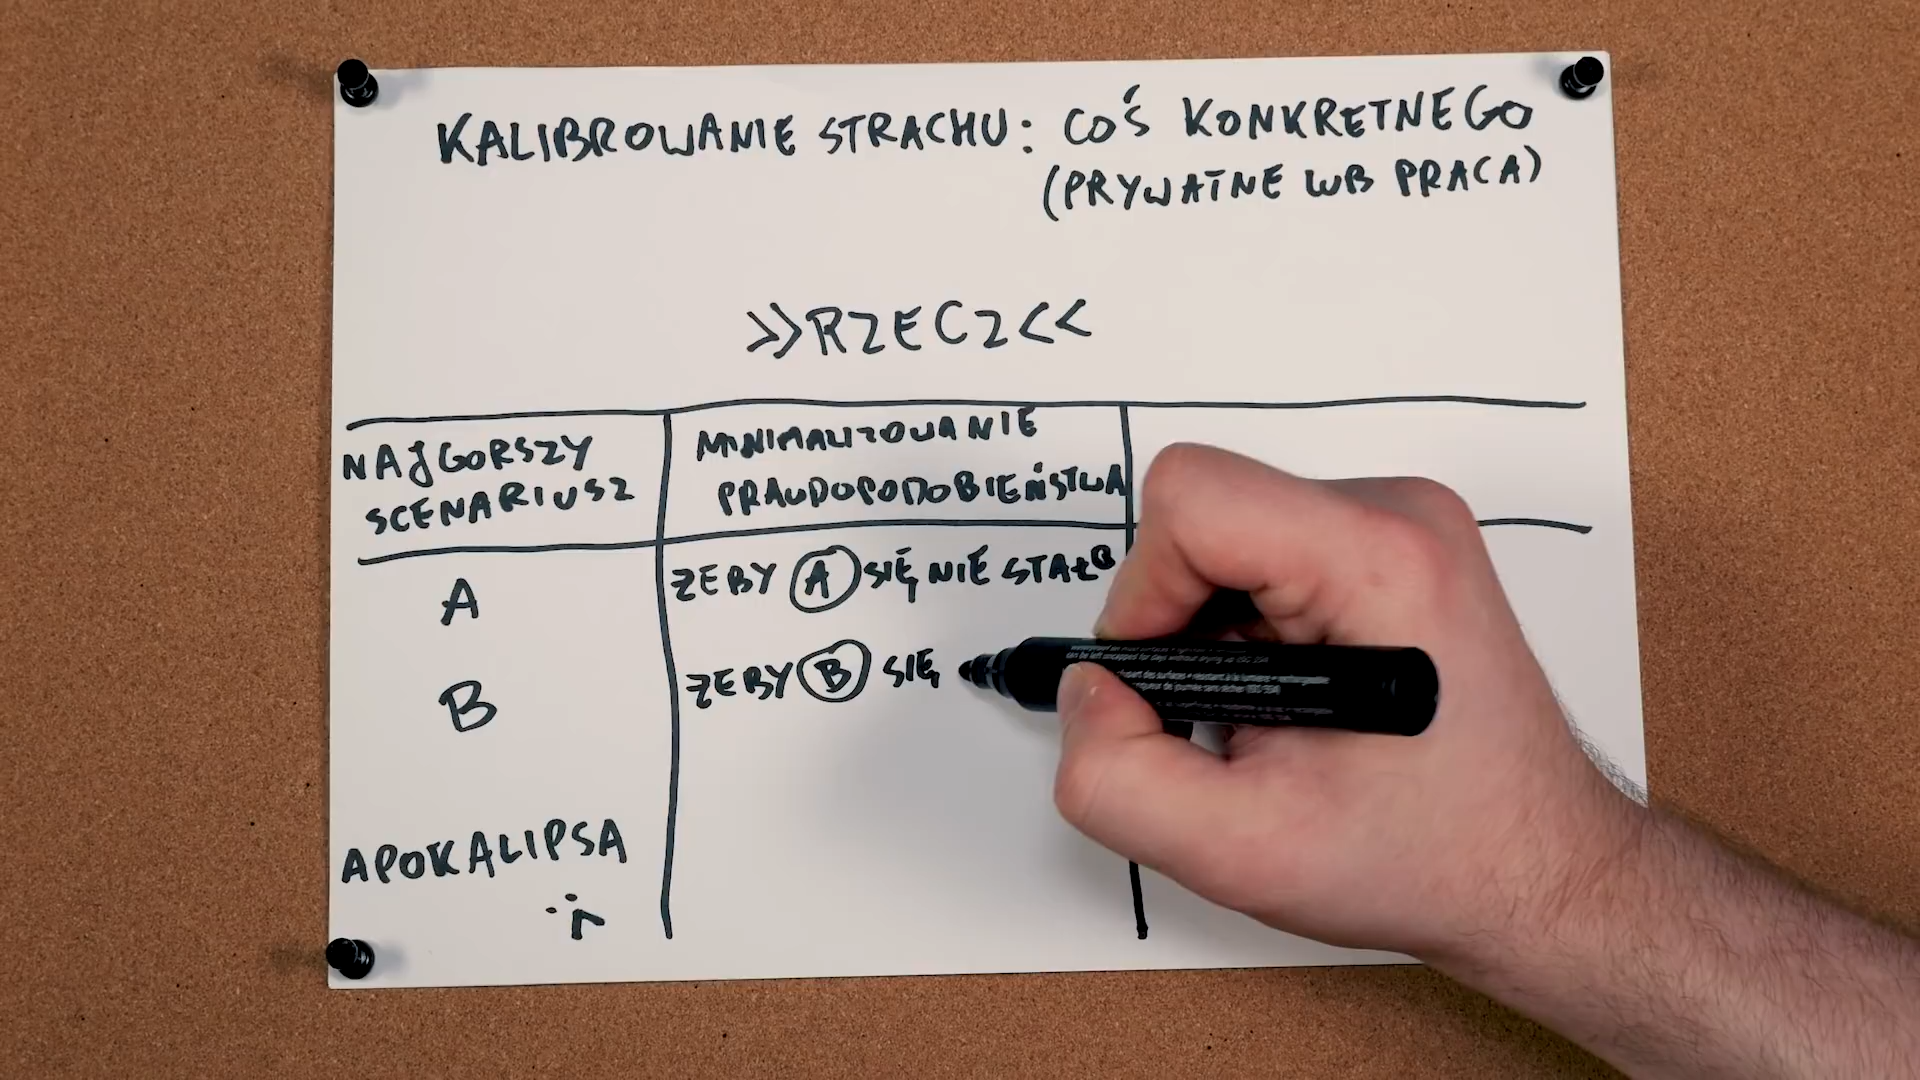 KALIBROWANIE STRACHU: COŚ KONKRETNEGO
(PRYWATNE WB PRACA)
>>RZECZ<<
NAJGORSZY
SCENARIUSZ
MINIMALIZOWANIE
PRAWDOPODOBIEŃSTWA
A
ŻEBY A SIĘ NIE STAŁO
B
ŻEBY B SIĘ
APOKALIPSA